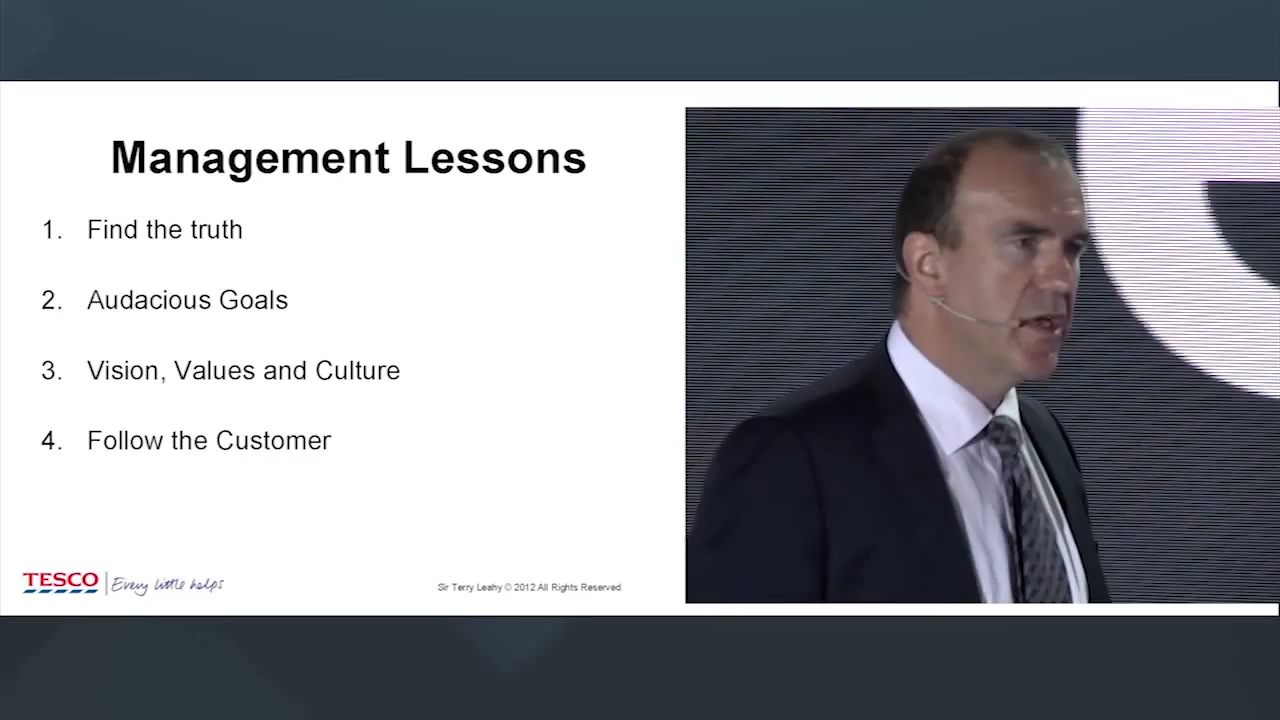 Management Lessons
1. Find the truth
2. Audacious Goals
3. Vision, Values and Culture
4. Follow the Customer
TESCO | Every little helps
Sir Terry Leahy © 2012 All Rights Reserved